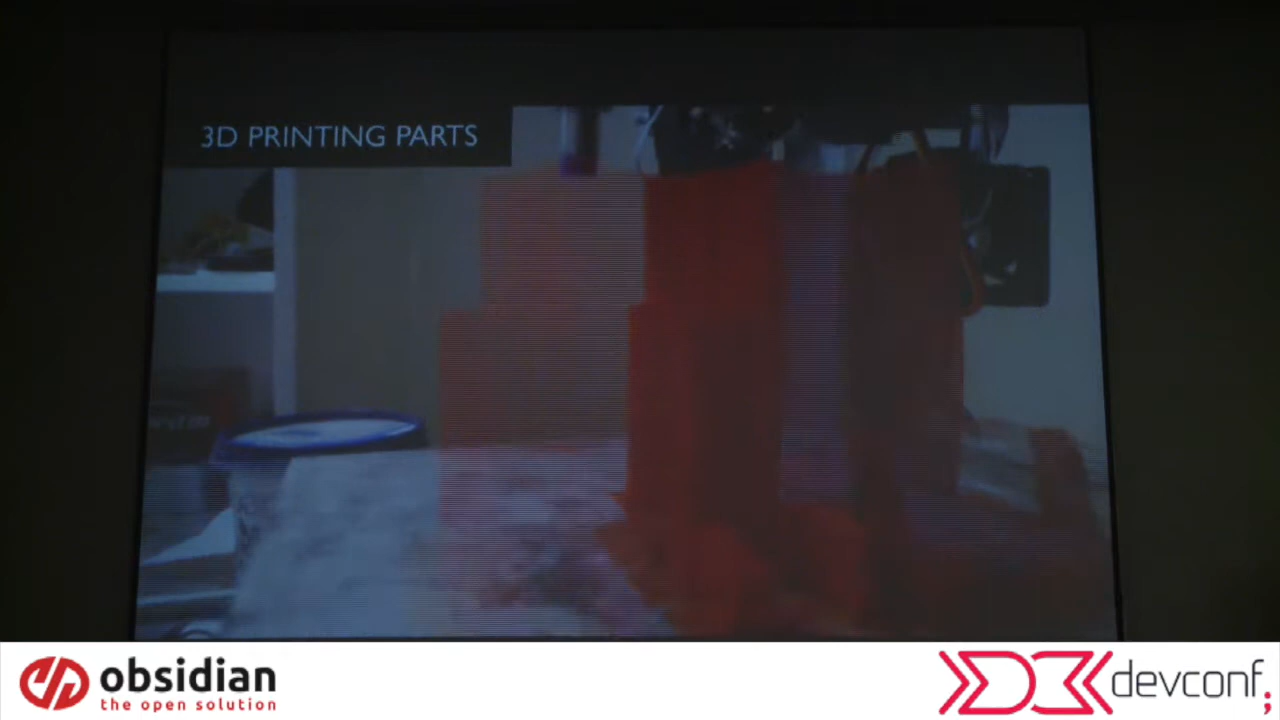 3D PRINTING PARTS
obsidian
the open solution
devconf;